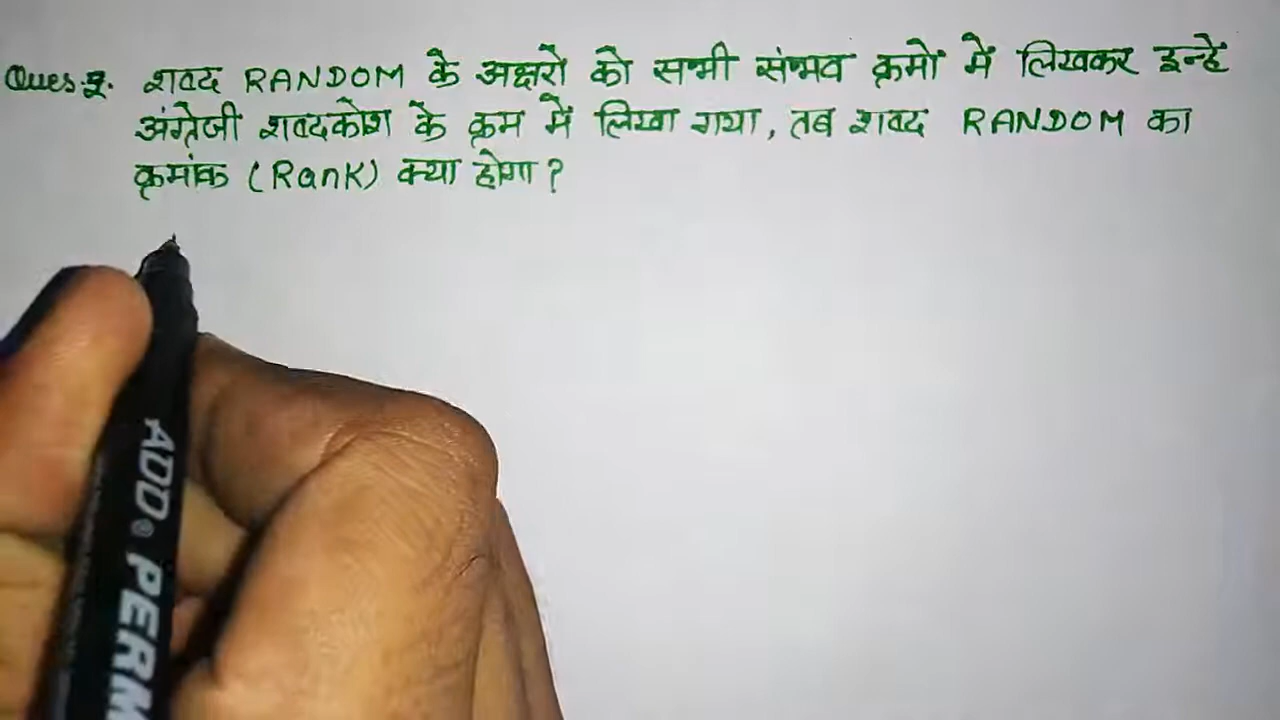 Ques.2. शब्द RANDOM के अक्षरों को सभी संभव क्रमों में लिखकर इन्हें
अंग्रेजी शब्दकोश के क्रम में लिखा गया, तब शब्द RANDOM का
क्रमांक (Rank) क्या होगा?
ADD® PERM